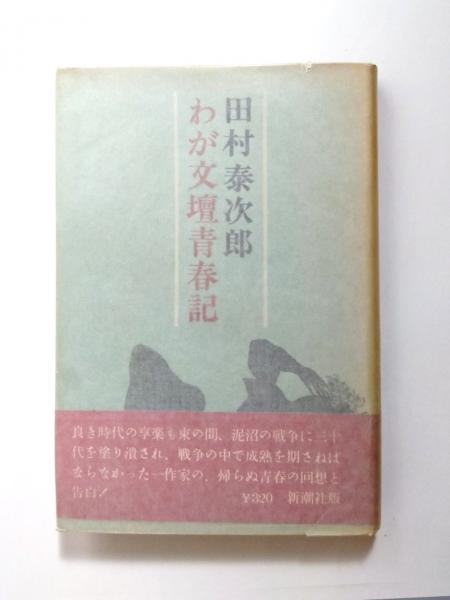 田村泰次郎
わが文壇青春記
良き時代の享楽も束の間、泥沼の戦争に三十
代を塗り潰され、戦争の中で成熟を期さねば
ならなかった一作家の、帰らぬ青春の回想と
告白！
¥320 新潮社版